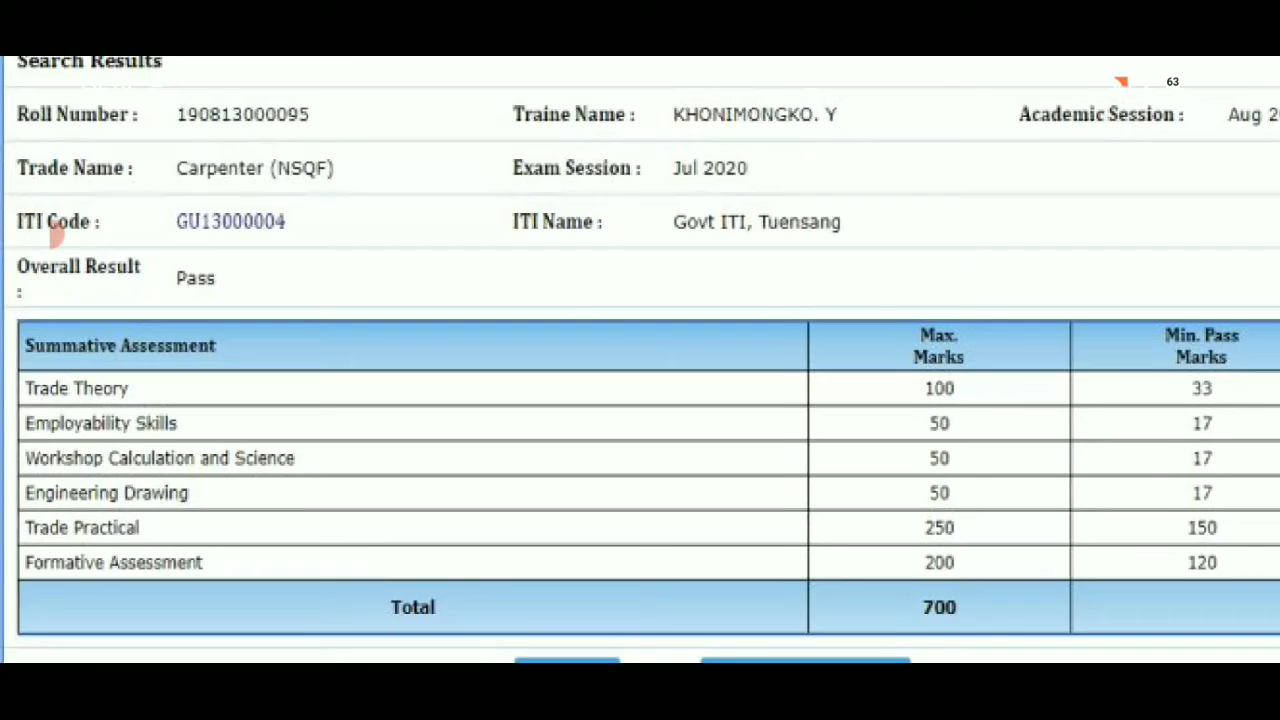 Search Results
63
Roll Number : 190813000095 Traine Name : KHONIMONGKO. Y Academic Session : Aug 2
Trade Name : Carpenter (NSQF) Exam Session : Jul 2020
ITI Code : GU13000004 ITI Name : Govt ITI, Tuensang
Overall Result : Pass
Summative Assessment Max. Marks Min. Pass Marks
Trade Theory 100 33
Employability Skills 50 17
Workshop Calculation and Science 50 17
Engineering Drawing 50 17
Trade Practical 250 150
Formative Assessment 200 120
Total 700